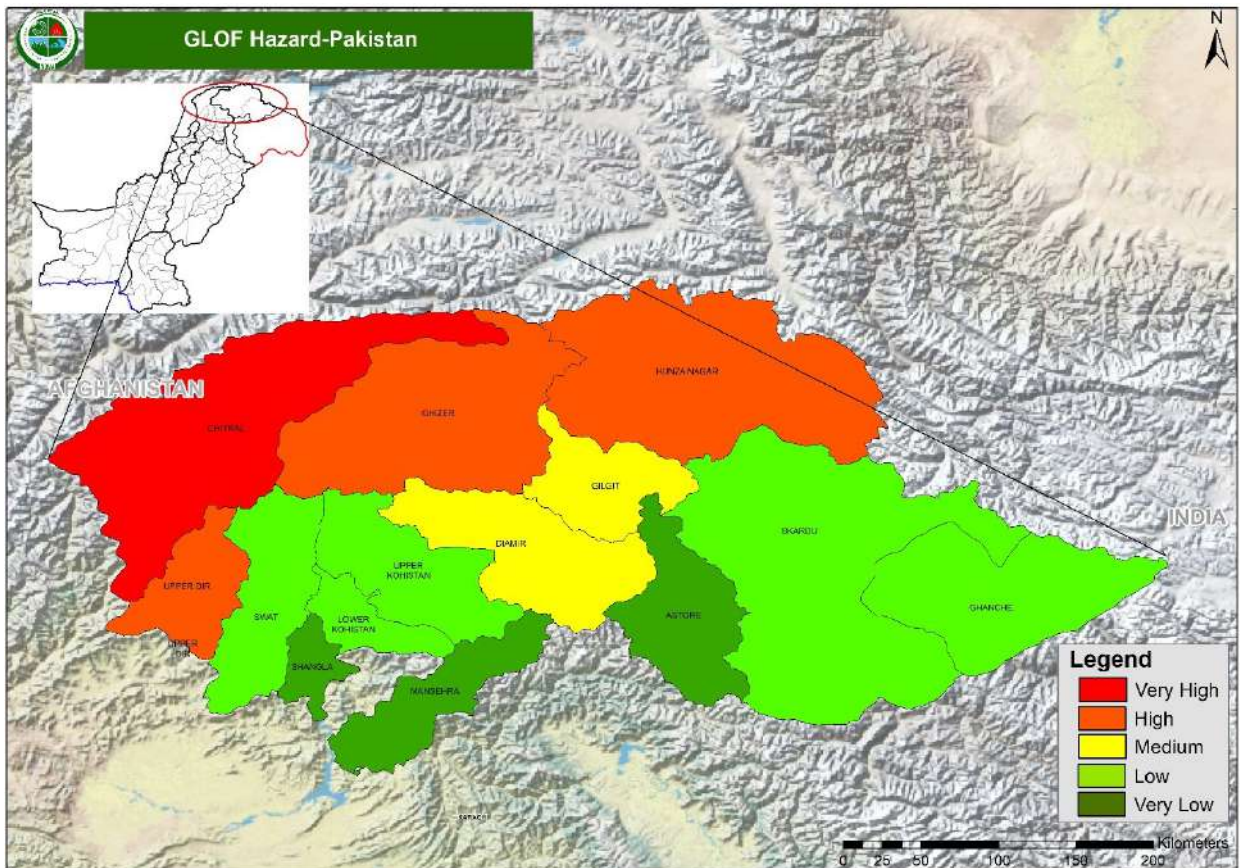 GLOF Hazard-Pakistan
N
AFGHANISTAN
HUNZA NAGAR
CHITRAL
GHIZER
GILGIT
INDIA
SKARDU
DIAMIR
UPPER
KOHISTAN
UPPER DIR
GHANCHE
SWAT
LOWER
KOHISTAN
ASTORE
UPPER
DIR
SHANGLA
MANSEHRA
Legend
Very High
High
Medium
Low
Very Low
Kilometers
0 25 50 100 150 200